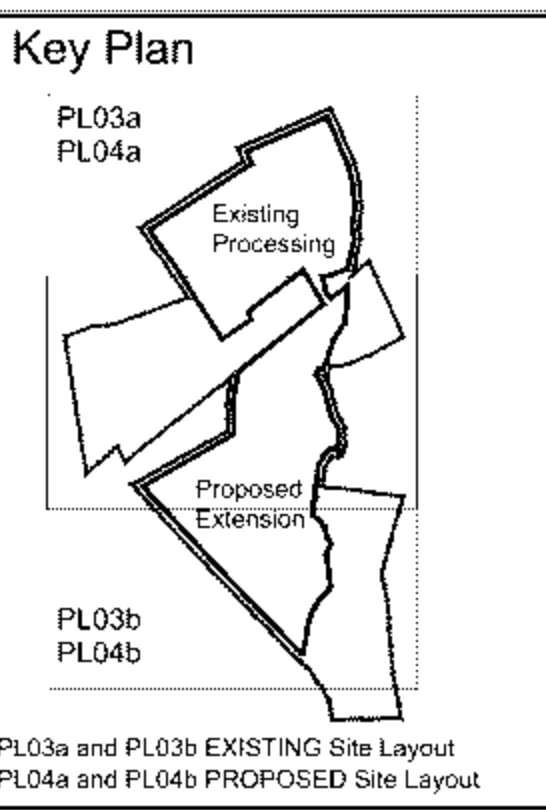 Key Plan
PL03a
PL04a
Existing
Processing
Proposed
Extension
PL03b
PL04b
PL03a and PL03b EXISTING Site Layout
PL04a and PL04b PROPOSED Site Layout